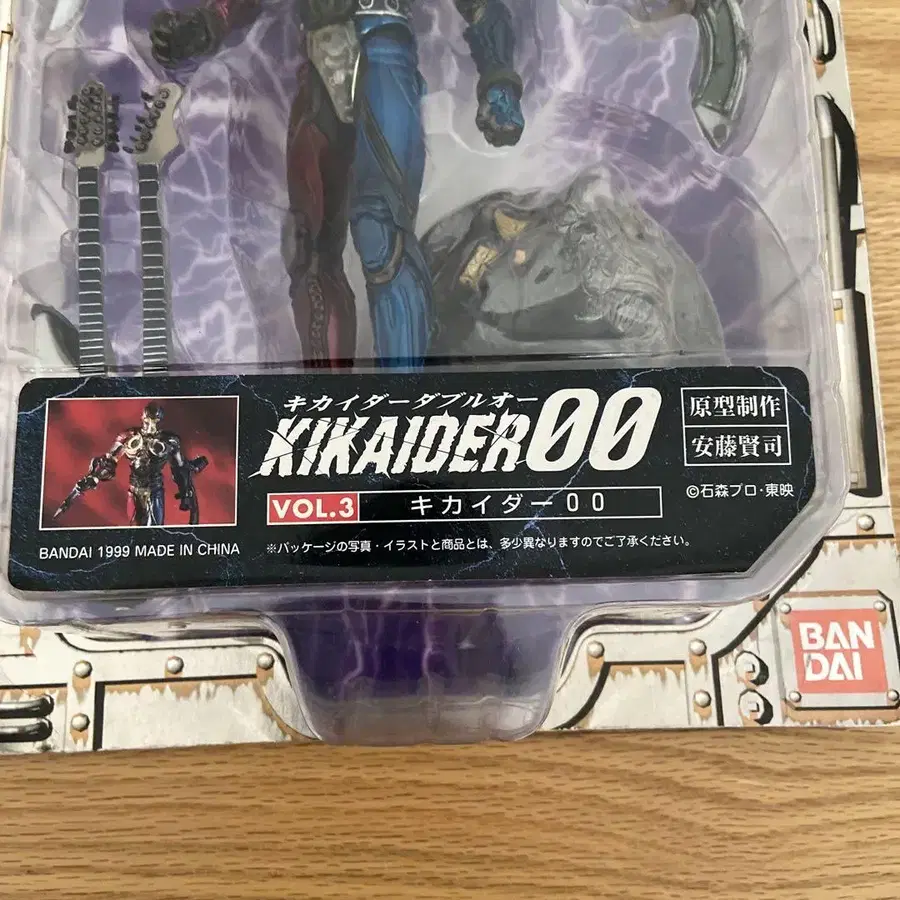 キカイダーダブルオー
KIKAIDER00
VOL.3 キカイダー00
原型制作
安藤賢司
©石森プロ・東映
BANDAI 1999 MADE IN CHINA
※パッケージの写真・イラストと商品とは、多少異なりますのでご了承ください。
BAN
DAI